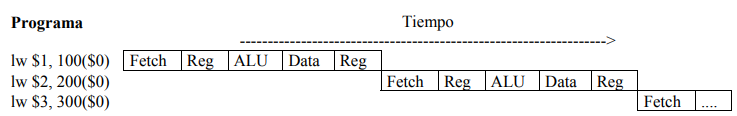 Programa Tiempo
---------------------------------------------------------------------->
lw $1, 100($0) Fetch Reg ALU Data Reg
lw $2, 200($0) Fetch Reg ALU Data Reg
lw $3, 300($0) Fetch ....